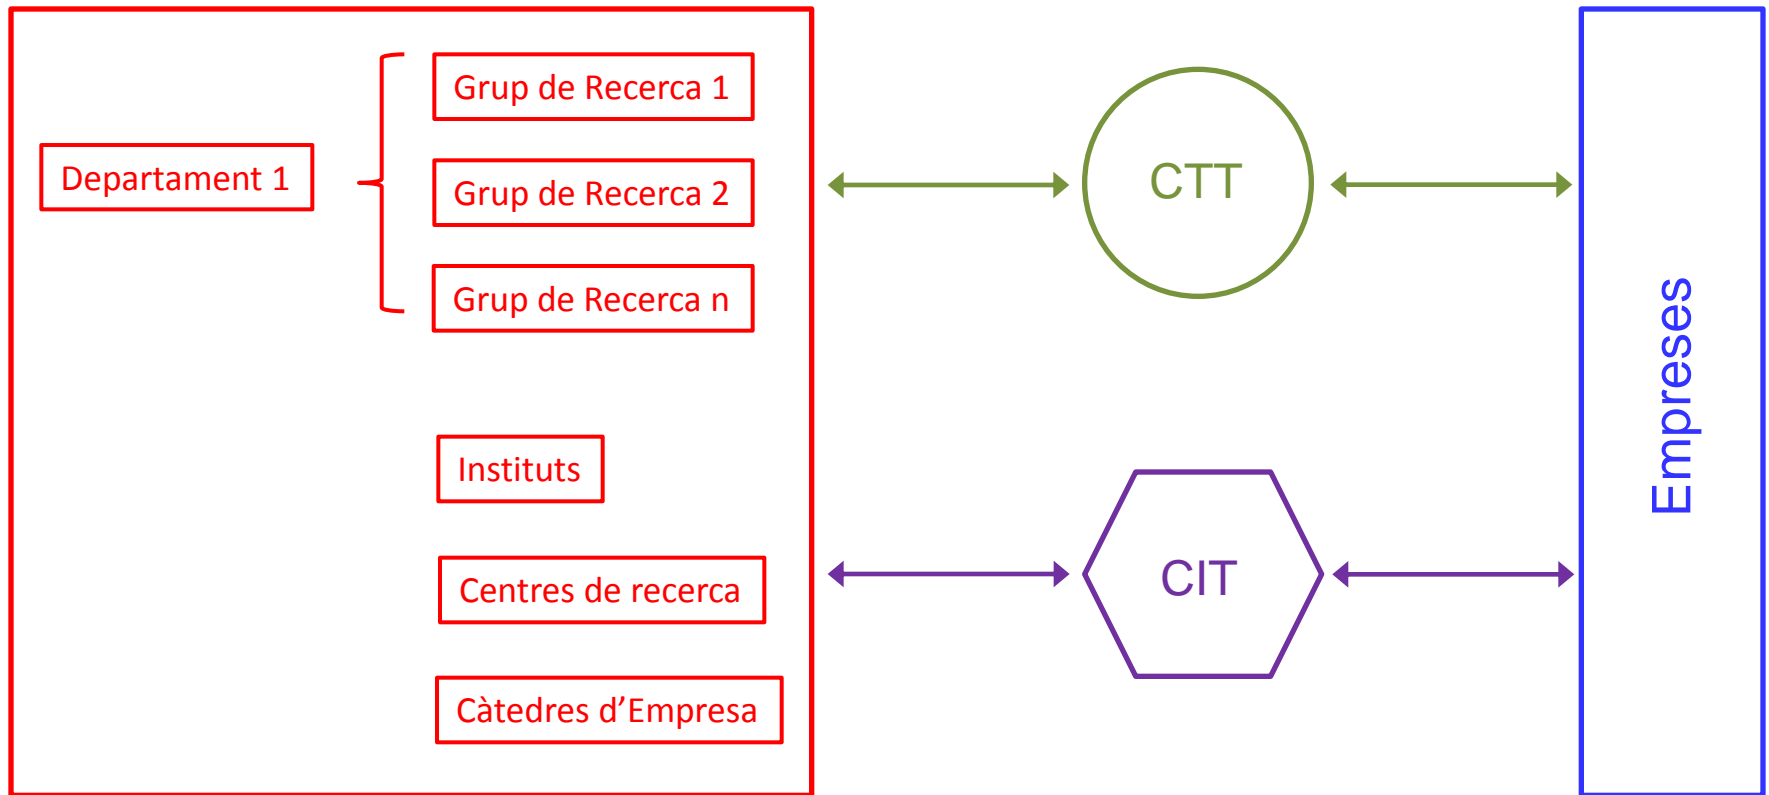 Departament 1
Grup de Recerca 1
Grup de Recerca 2
Grup de Recerca n
Instituts
Centres de recerca
Càtedres d’Empresa
CTT
CIT
Empreses